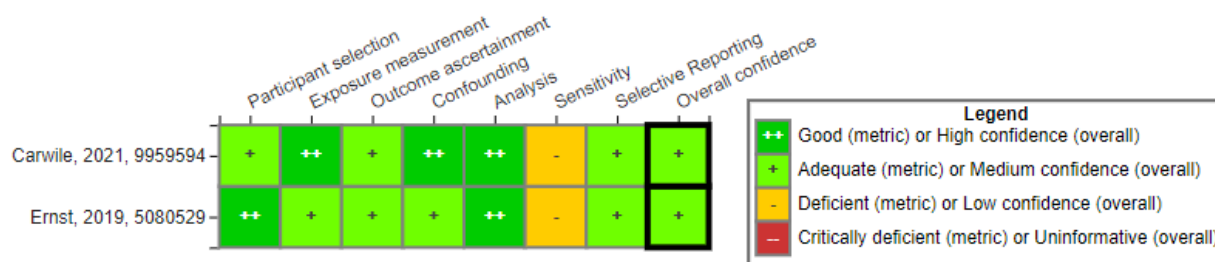 Participant selection
Exposure measurement
Outcome ascertainment
Confounding
Analysis
Sensitivity
Selective Reporting
Overall confidence
Carwile, 2021, 9959594
+ ++ + ++ ++ - + +
Ernst, 2019, 5080529
++ + + + ++ - + +
Legend
++ Good (metric) or High confidence (overall)
+ Adequate (metric) or Medium confidence (overall)
- Deficient (metric) or Low confidence (overall)
-- Critically deficient (metric) or Uninformative (overall)